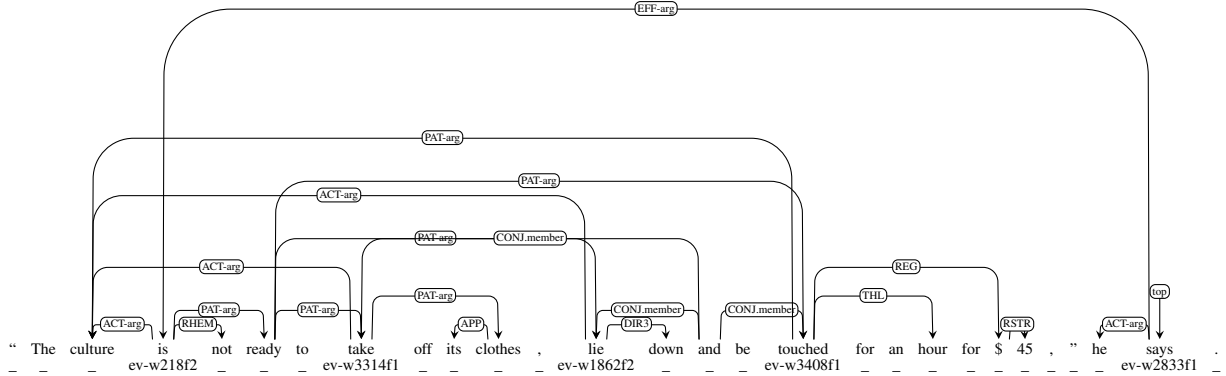 EFF-arg
PAT-arg
PAT-arg
ACT-arg
PAT-arg CONJ.member
ACT-arg REG
top
PAT-arg THL
PAT-arg PAT-arg CONJ.member CONJ.member
ACT-arg RHEM APP DIR3 RSTR ACT-arg
“ The culture is not ready to take off its clothes , lie down and be touched for an hour for $ 45 , ” he says .
_ _ _ ev-w218f2 _ _ _ ev-w3314f1 _ _ _ _ ev-w1862f2 _ _ _ ev-w3408f1 _ _ _ _ _ _ _ _ _ ev-w2833f1 _